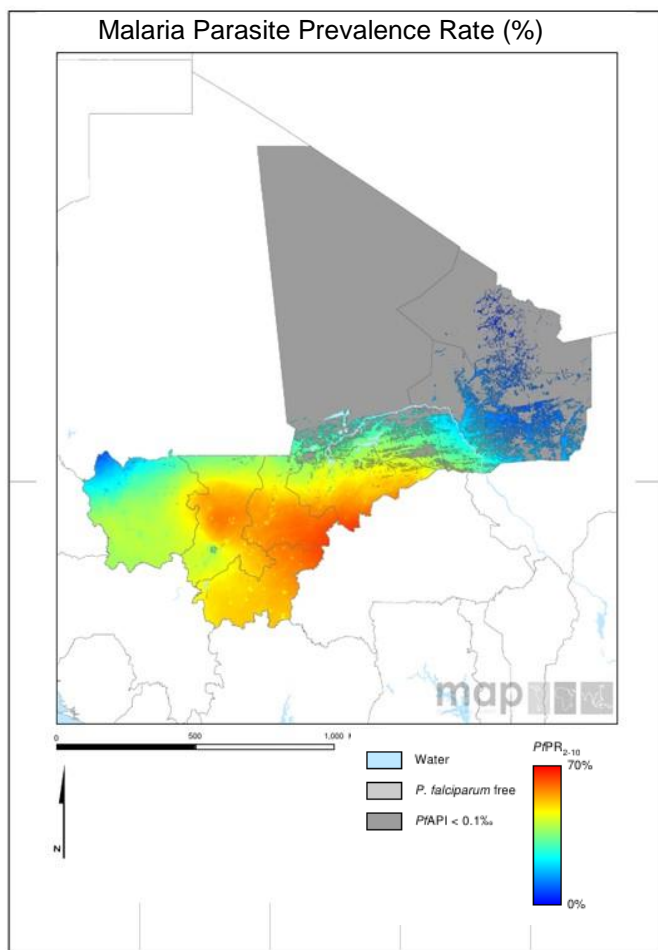 Malaria Parasite Prevalence Rate (%)
map
0 500 1,000
N
Water
P. falciparum free
PfAPI < 0.1‰
PfPR2-10
70%
0%